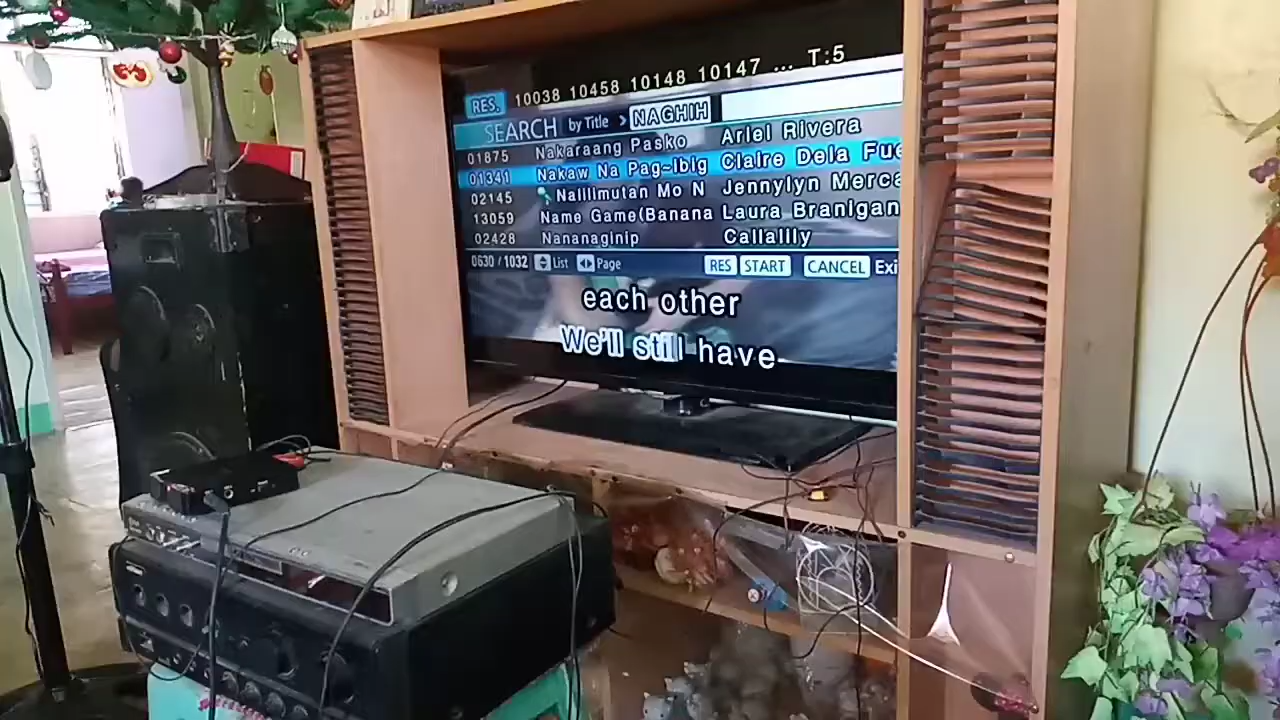 RES. 10038 10458 10148 10147 ... T:5
SEARCH by Title > NAGHIH
01875 Nakaraang Pasko Ariel Rivera
01341 Nakaw Na Pag-Ibig Claire Dela Fue
02145 Nalilimutan Mo N Jennylyn Merca
13059 Name Game(Banana Laura Branigan
02428 Nananaginip Callalily
0630 / 1032 List Page RES START CANCEL Exi
each other
We'll still have